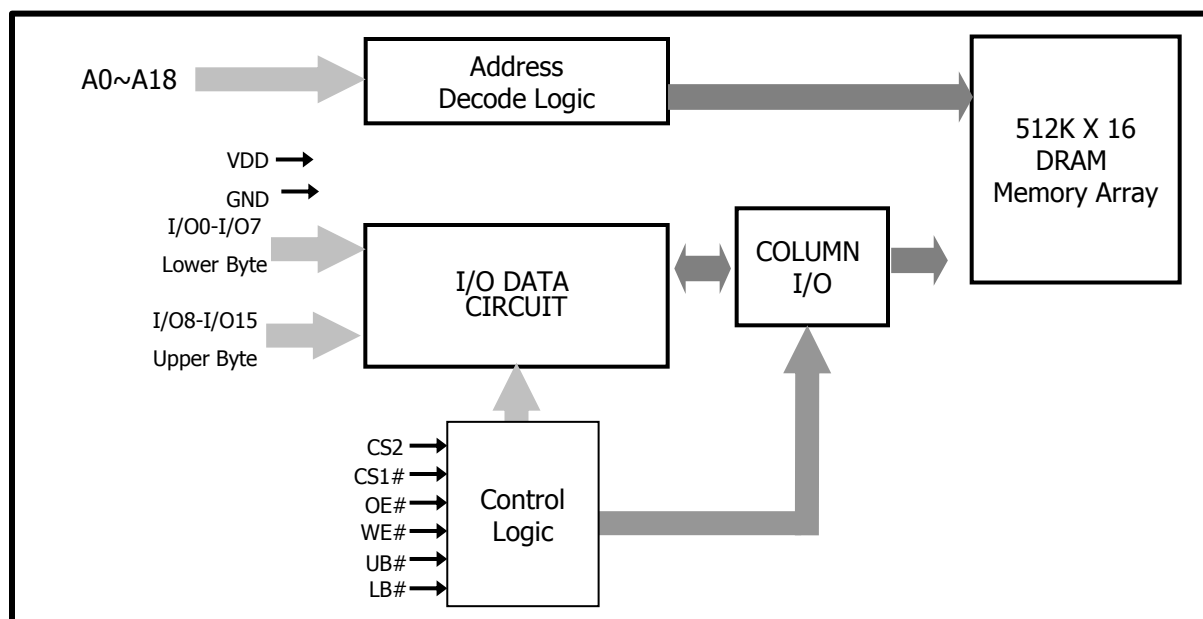 A0~A18
Address
Decode Logic
512K X 16
DRAM
Memory Array
VDD
GND
I/O0-I/O7
Lower Byte
I/O8-I/O15
Upper Byte
I/O DATA
CIRCUIT
COLUMN
I/O
CS2
CS1#
OE#
WE#
UB#
LB#
Control
Logic